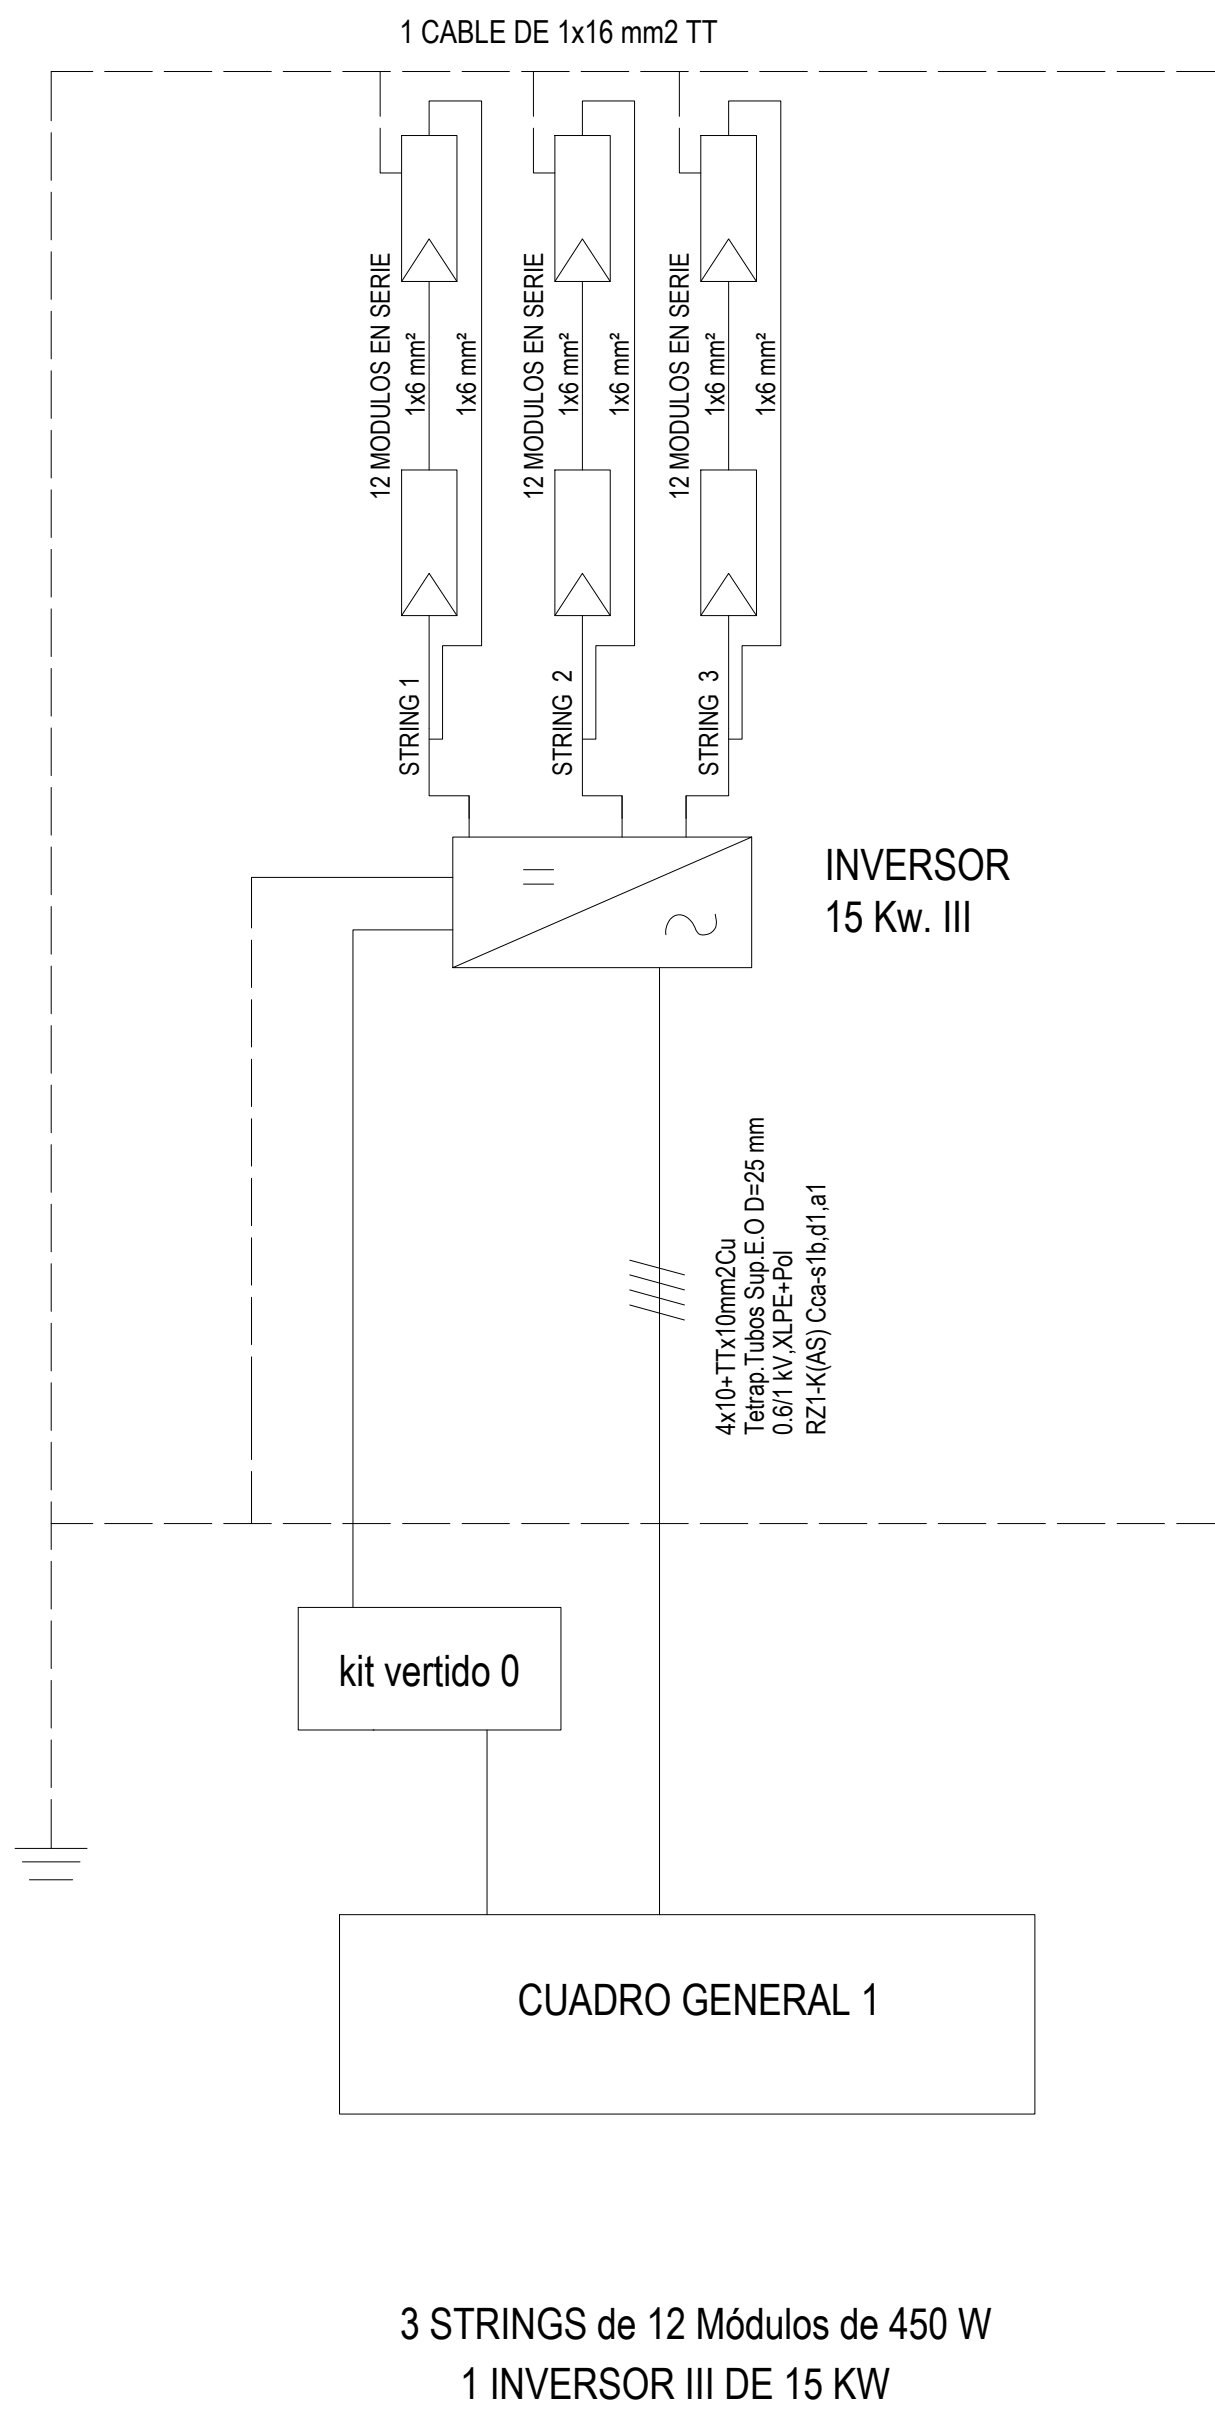 1 CABLE DE 1x16 mm2 TT
12 MODULOS EN SERIE
1x6 mm²
1x6 mm²
12 MODULOS EN SERIE
1x6 mm²
1x6 mm²
12 MODULOS EN SERIE
1x6 mm²
1x6 mm²
STRING 1
STRING 2
STRING 3
INVERSOR
15 Kw. III
4x10+TTx10mm2Cu
Tetrap.Tubos Sup.E.O D=25 mm
0.6/1 kV,XLPE+Pol
RZ1-K(AS) Cca-s1b,d1,a1
kit vertido 0
CUADRO GENERAL 1
3 STRINGS de 12 Módulos de 450 W
1 INVERSOR III DE 15 KW